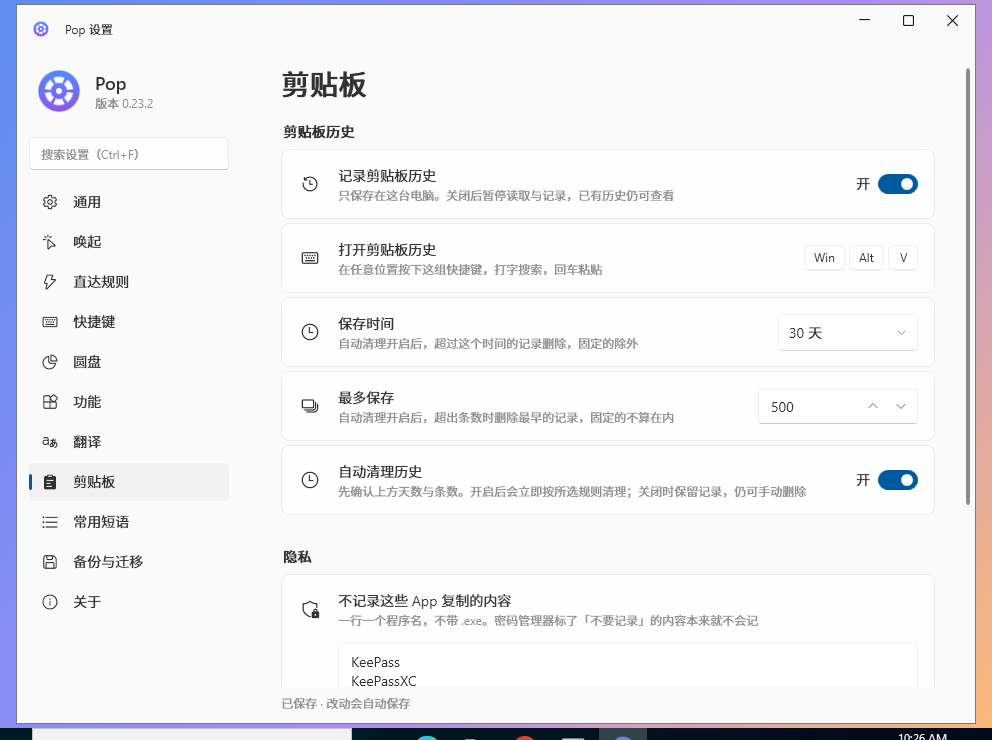 Pop 设置
Pop
版本 0.23.2
搜索设置（Ctrl+F）
通用
唤起
直达规则
快捷键
圆盘
功能
翻译
剪贴板
常用短语
备份与迁移
关于
剪贴板
剪贴板历史
记录剪贴板历史
只保存在这台电脑。关闭后暂停读取与记录，已有历史仍可查看
开
打开剪贴板历史
在任意位置按下这组快捷键，打字搜索，回车粘贴
Win Alt V
保存时间
自动清理开启后，超过这个时间的记录删除，固定的除外
30 天
最多保存
自动清理开启后，超出条数时删除最早的记录，固定的不算在内
500
自动清理历史
先确认上方天数与条数。开启后会立即按所选规则清理；关闭时保留记录，仍可手动删除
开
隐私
不记录这些 App 复制的内容
一行一个程序名，不带 .exe。密码管理器标了「不要记录」的内容本来就不会记
KeePass
KeePassXC
已保存 · 改动会自动保存
10:26 AM